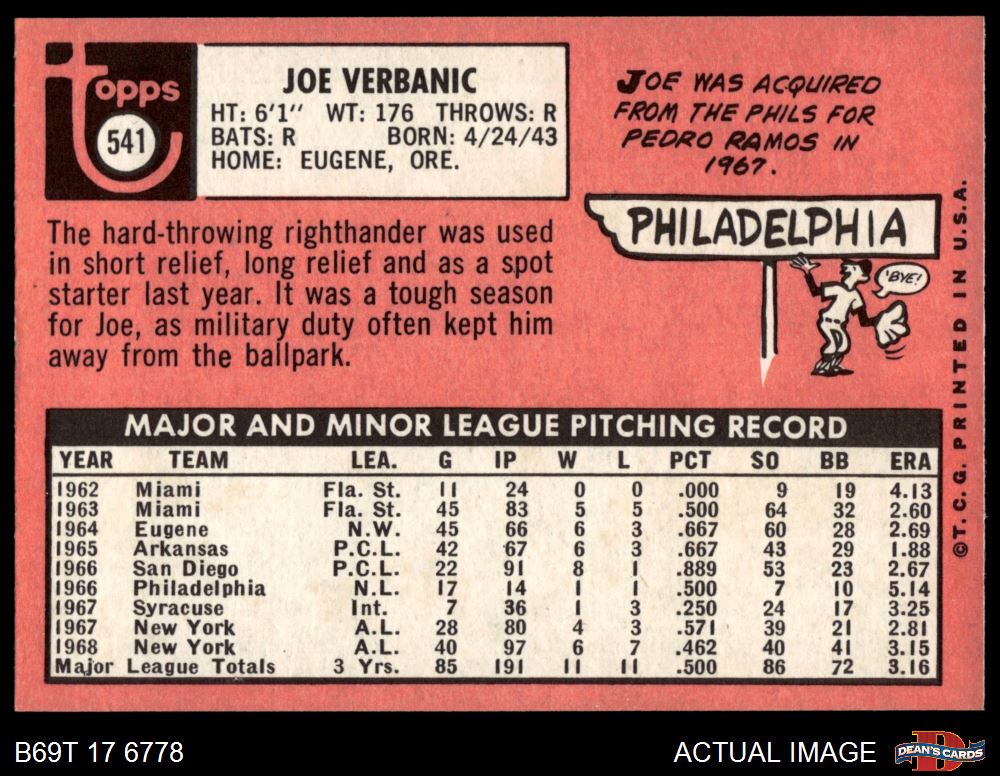 topps
541
JOE VERBANIC
HT: 6'1" WT: 176 THROWS: R
BATS: R BORN: 4/24/43
HOME: EUGENE, ORE.
JOE WAS ACQUIRED
FROM THE PHILS FOR
PEDRO RAMOS IN
1967.
PHILADELPHIA
'BYE!
The hard-throwing righthander was used
in short relief, long relief and as a spot
starter last year. It was a tough season
for Joe, as military duty often kept him
away from the ballpark.
MAJOR AND MINOR LEAGUE PITCHING RECORD
YEAR TEAM LEA. G IP W L PCT SO BB ERA
1962 Miami Fla. St. 11 24 0 0 .000 9 19 4.13
1963 Miami Fla. St. 45 83 5 5 .500 64 32 2.60
1964 Eugene N.W. 45 66 6 3 .667 60 28 2.69
1965 Arkansas P.C.L. 42 67 6 3 .667 43 29 1.88
1966 San Diego P.C.L. 22 91 8 1 .889 53 23 2.67
1966 Philadelphia N.L. 17 14 1 1 .500 7 10 5.14
1967 Syracuse Int. 7 36 1 3 .250 24 17 3.25
1967 New York A.L. 28 80 4 3 .571 39 21 2.81
1968 New York A.L. 40 97 6 7 .462 40 41 3.15
Major League Totals 3 Yrs. 85 191 11 11 .500 86 72 3.16
©T.C.G. PRINTED IN U.S.A.
B69T 17 6778
ACTUAL IMAGE
DEAN'S CARDS